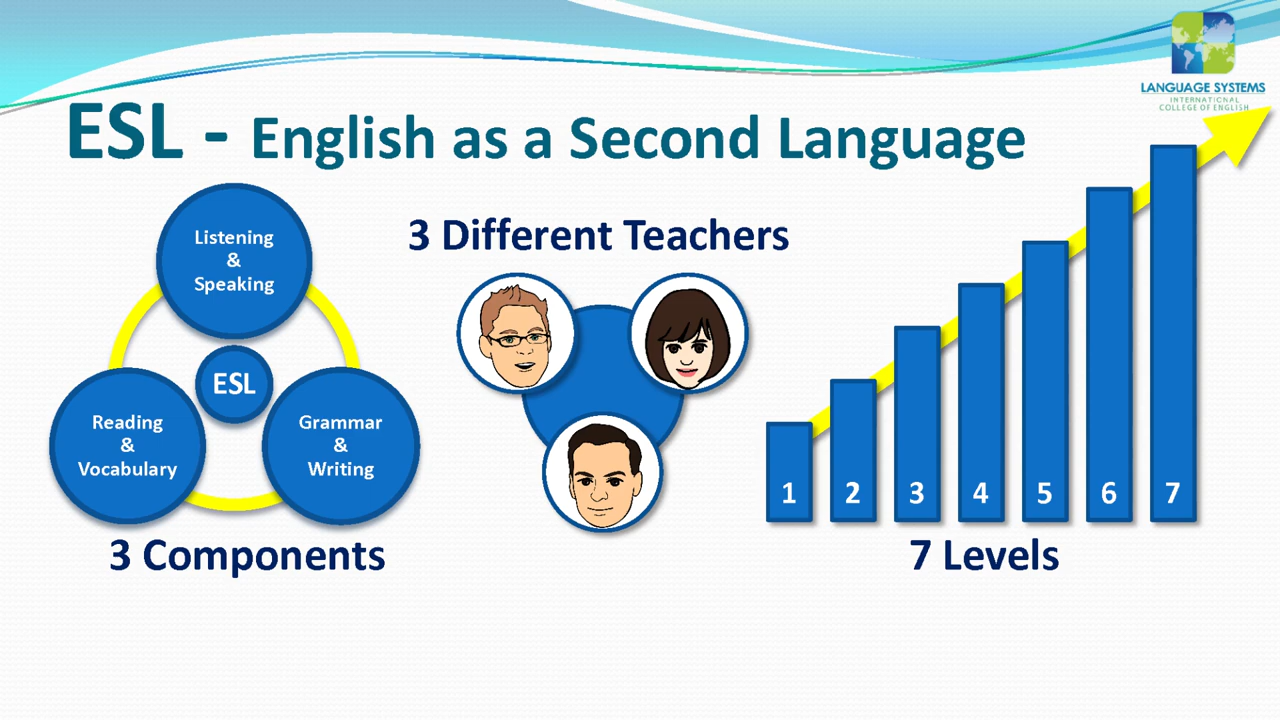 LANGUAGE SYSTEMS
INTERNATIONAL
COLLEGE OF ENGLISH
ESL - English as a Second Language
Listening
&
Speaking
ESL
Reading
&
Vocabulary
Grammar
&
Writing
3 Components
3 Different Teachers
1 2 3 4 5 6 7
7 Levels